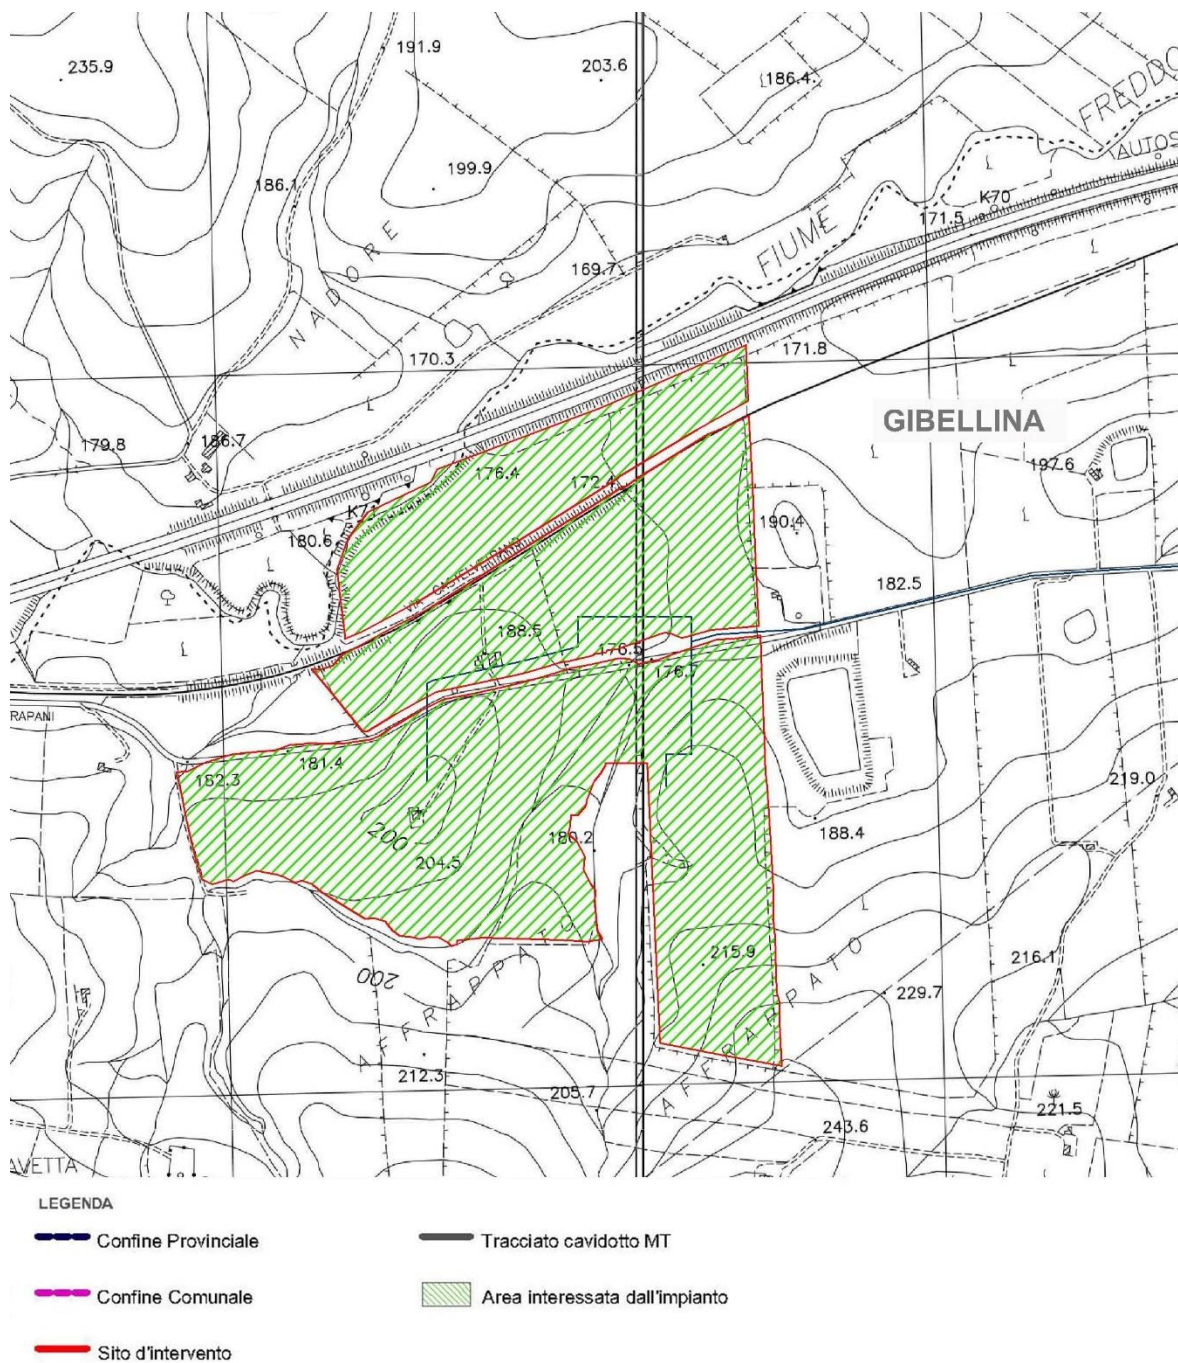 191.9
235.9
203.6
186.4
FREDDO
AUTOS
199.9
186.1
K70
171.5
NADORE
FIUME
169.7
171.8
170.3
GIBELLINA
179.8
186.7
197.6
176.4
172.4
K71
190.4
180.6
VIA CASTELVETRANO
182.5
188.5
176.5
176.7
RAPANI
181.4
182.3
219.0
200
180.2
188.4
204.5
215.9
216.1
200
AFFRAPPATO
AFFRAPPATO
229.7
212.3
205.7
221.5
243.6
AVETTA
LEGENDA
Confine Provinciale
Tracciato cavidotto MT
Confine Comunale
Area interessata dall'impianto
Sito d'intervento